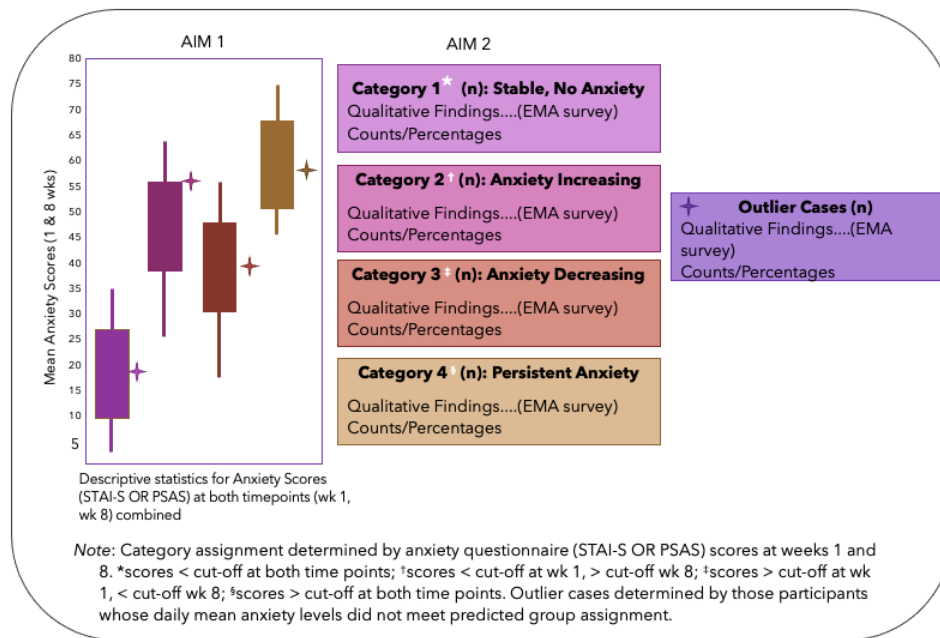 AIM 1
AIM 2
80
75
70
65
60
55
50
45
40
35
30
25
20
15
10
5
Mean Anxiety Scores (1 & 8 wks)
Descriptive statistics for Anxiety Scores
(STAI-S OR PSAS) at both timepoints (wk 1,
wk 8) combined
Category 1* (n): Stable, No Anxiety
Qualitative Findings....(EMA survey)
Counts/Percentages
Category 2† (n): Anxiety Increasing
Qualitative Findings....(EMA survey)
Counts/Percentages
Category 3‡ (n): Anxiety Decreasing
Qualitative Findings....(EMA survey)
Counts/Percentages
Category 4§ (n): Persistent Anxiety
Qualitative Findings....(EMA survey)
Counts/Percentages
Outlier Cases (n)
Qualitative Findings....(EMA
survey)
Counts/Percentages
Note: Category assignment determined by anxiety questionnaire (STAI-S OR PSAS) scores at weeks 1 and
8. *scores < cut-off at both time points; †scores < cut-off at wk 1, > cut-off wk 8; ‡scores > cut-off at wk
1, < cut-off wk 8; §scores > cut-off at both time points. Outlier cases determined by those participants
whose daily mean anxiety levels did not meet predicted group assignment.